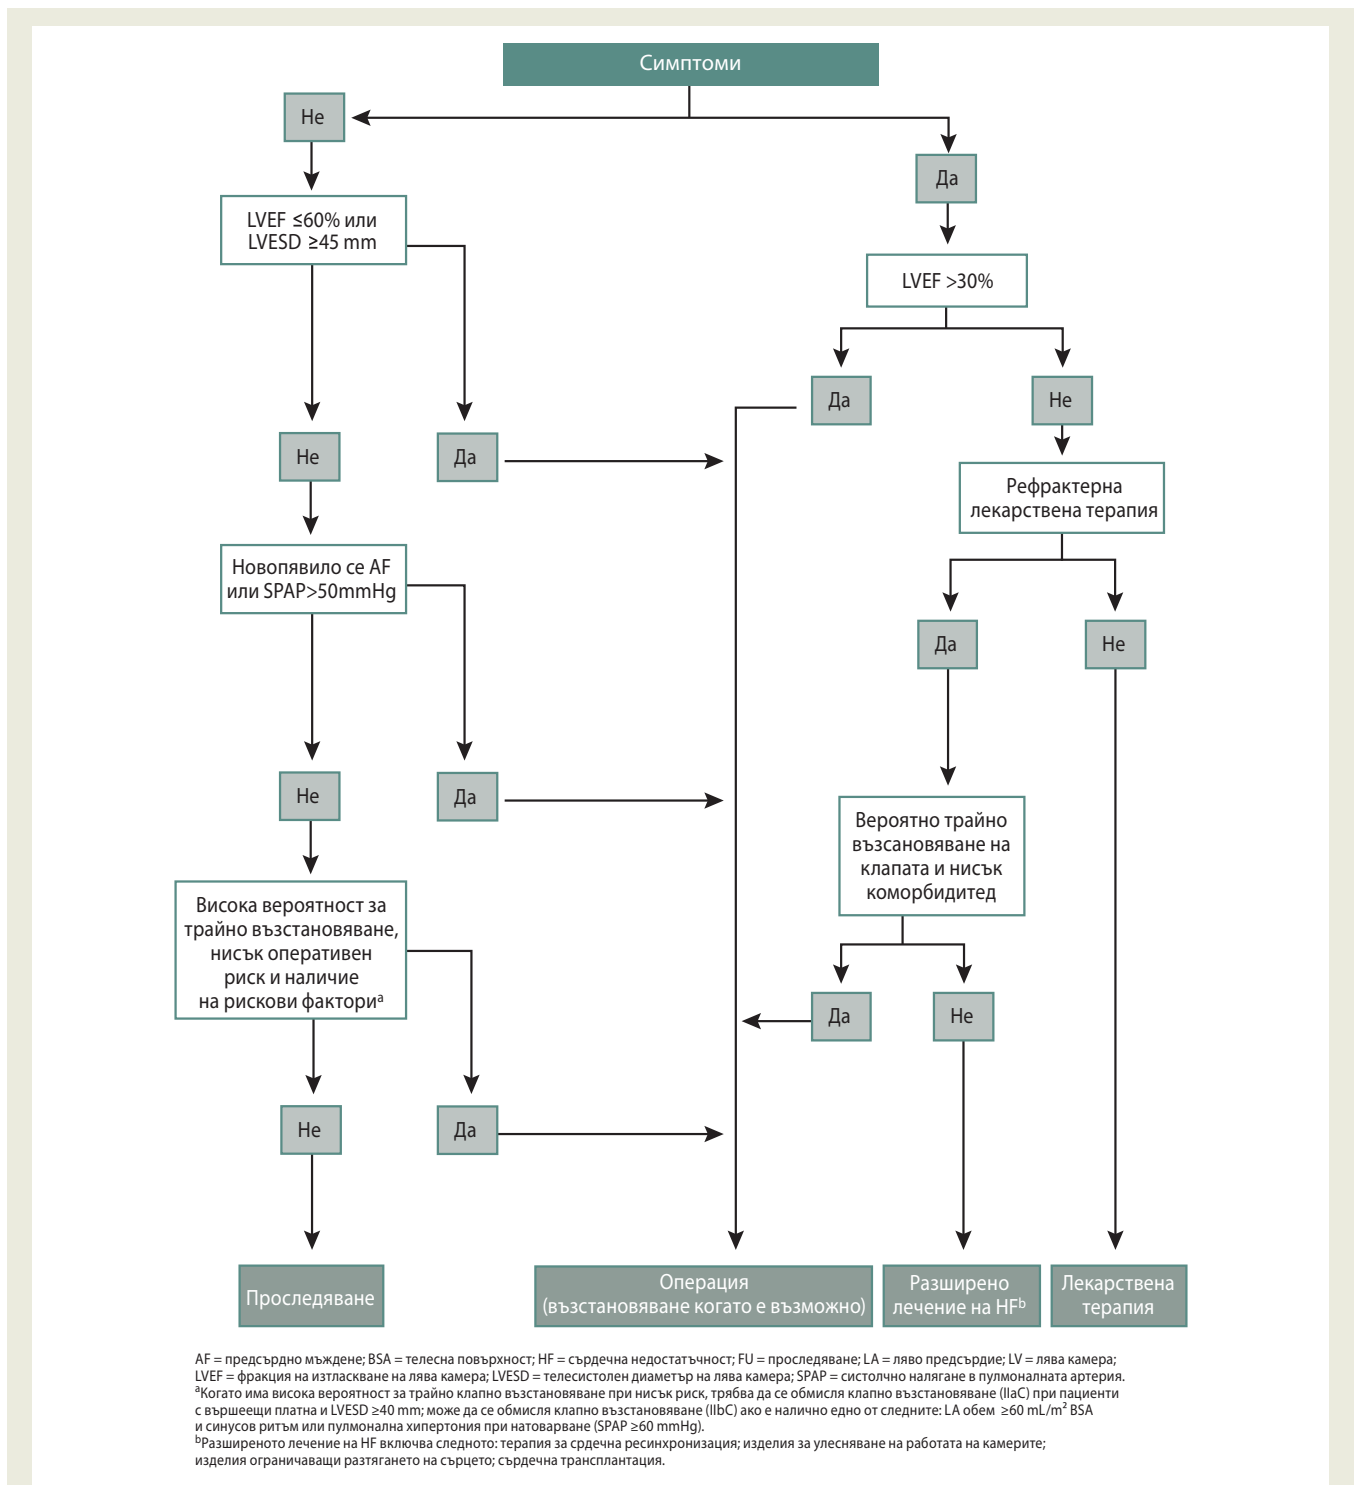 Симптоми
Не
Да
LVEF ≤60% или
LVESD ≥45 mm
LVEF >30%
Да
Не
Не
Да
Рефрактерна
лекарствена терапия
Новопявило се AF
или SPAP>50mmHg
Да
Не
Не
Да
Вероятно трайно
възсановяване на
клапата и нисък
коморбидитед
Висока вероятност за
трайно възстановяване,
нисък оперативен
риск и наличие
на рискови факториᵃ
Да
Не
Не
Да
Проследяване
Операция
(възстановяване когато е възможно)
Разширено
лечение на HFᵇ
Лекарствена
терапия
AF = предсърдно мъждене; BSA = телесна повърхност; HF = сърдечна недостатъчност; FU = проследяване; LA = ляво предсърдие; LV = лява камера;
LVEF = фракция на изтласкване на лява камера; LVESD = телесистолен диаметър на лява камера; SPAP = систолчно налягане в пулмоналната артерия.
ᵃКогато има висока вероятност за трайно клапно възстановяване при нисък риск, трябва да се обмисля клапно възстановяване (IIaC) при пациенти
с вършеещи платна и LVESD ≥40 mm; може да се обмисля клапно възстановяване (IIbC) ако е налично едно от следните: LA обем ≥60 mL/m² BSA
и синусов ритъм или пулмонална хипертония при натоварване (SPAP ≥60 mmHg).
ᵇРазширеното лечение на HF включва следното: терапия за срдечна ресинхронизация; изделия за улесняване на работата на камерите;
изделия ограничаващи разтягането на сърцето; сърдечна трансплантация.